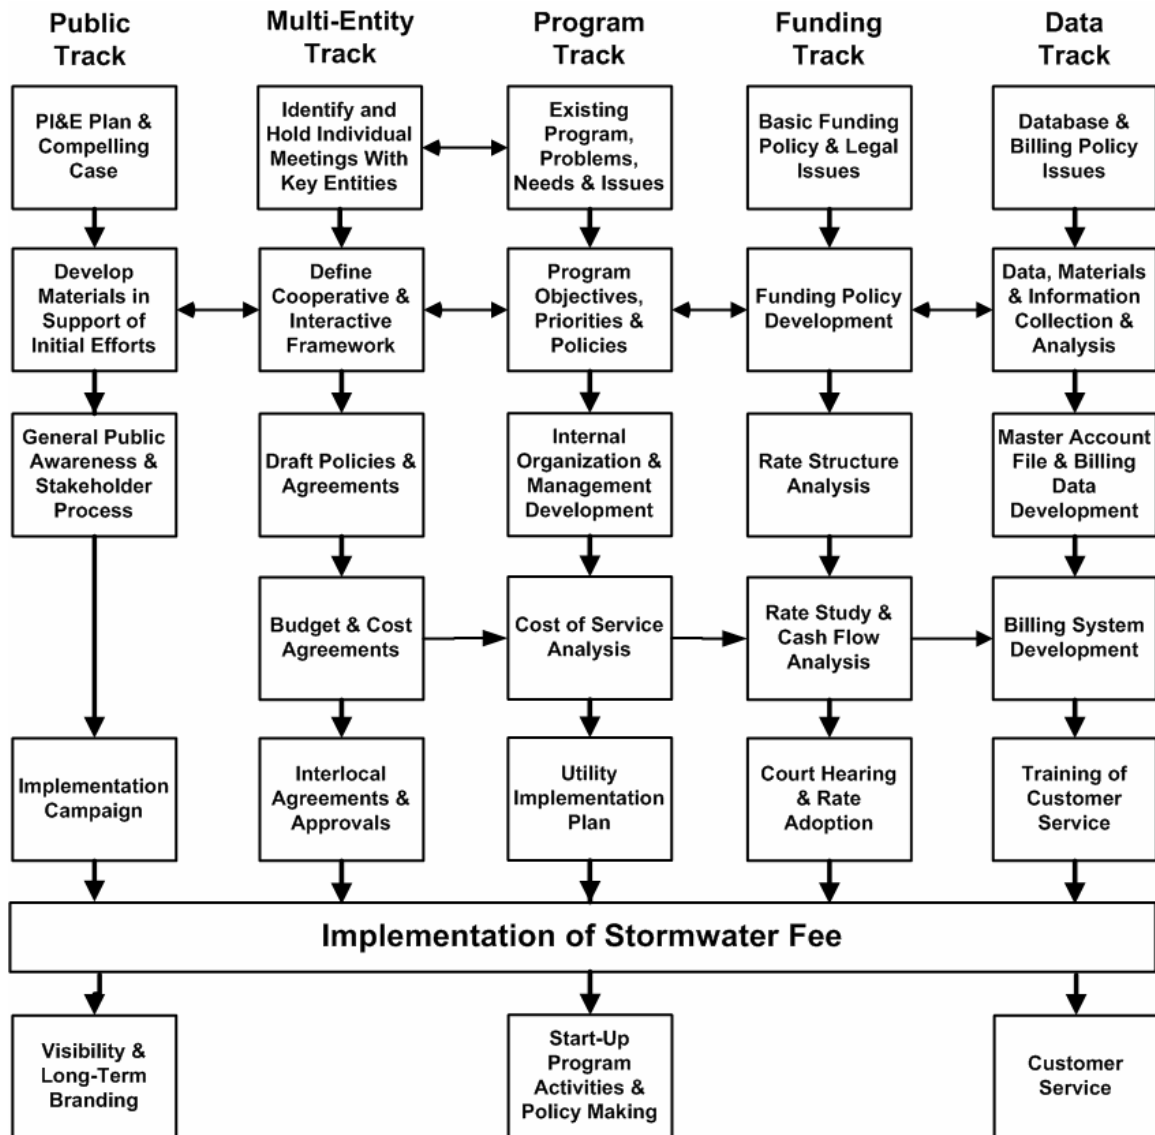 Public
Track
Multi-Entity
Track
Program
Track
Funding
Track
Data
Track
PI&E Plan &
Compelling
Case
Identify and
Hold Individual
Meetings With
Key Entities
Existing
Program,
Problems,
Needs & Issues
Basic Funding
Policy & Legal
Issues
Database &
Billing Policy
Issues
Develop
Materials in
Support of
Initial Efforts
Define
Cooperative &
Interactive
Framework
Program
Objectives,
Priorities &
Policies
Funding Policy
Development
Data, Materials
& Information
Collection &
Analysis
General Public
Awareness &
Stakeholder
Process
Draft Policies &
Agreements
Internal
Organization &
Management
Development
Rate Structure
Analysis
Master Account
File & Billing
Data
Development
Budget & Cost
Agreements
Cost of Service
Analysis
Rate Study &
Cash Flow
Analysis
Billing System
Development
Implementation
Campaign
Interlocal
Agreements &
Approvals
Utility
Implementation
Plan
Court Hearing
& Rate
Adoption
Training of
Customer
Service
Implementation of Stormwater Fee
Visibility &
Long-Term
Branding
Start-Up
Program
Activities &
Policy Making
Customer
Service